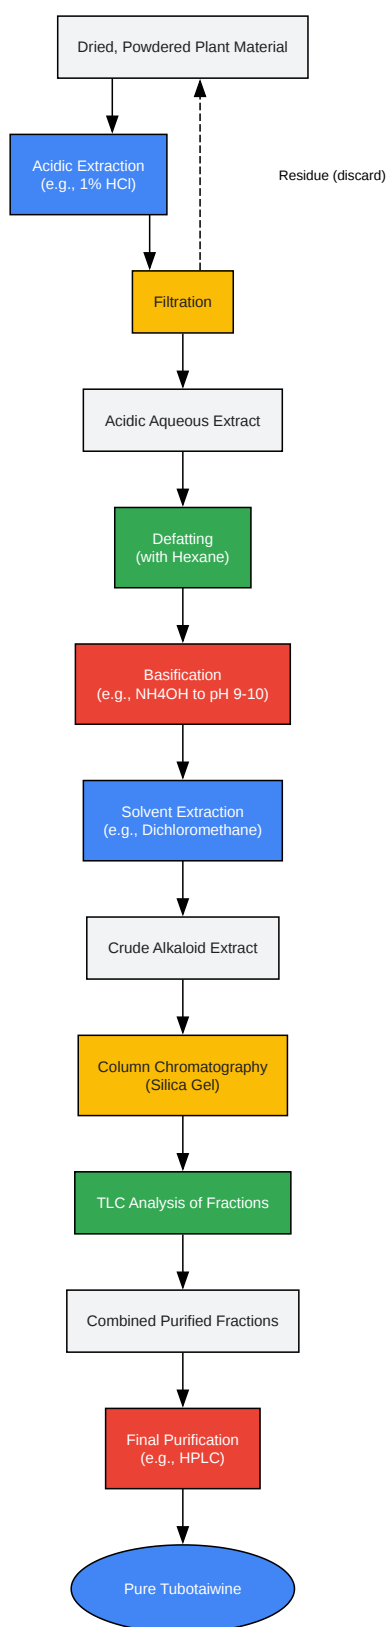 Dried, Powdered Plant Material
Acidic Extraction
(e.g., 1% HCl)
Residue (discard)
Filtration
Acidic Aqueous Extract
Defatting
(with Hexane)
Basification
(e.g., NH4OH to pH 9-10)
Solvent Extraction
(e.g., Dichloromethane)
Crude Alkaloid Extract
Column Chromatography
(Silica Gel)
TLC Analysis of Fractions
Combined Purified Fractions
Final Purification
(e.g., HPLC)
Pure Tubotaiwine